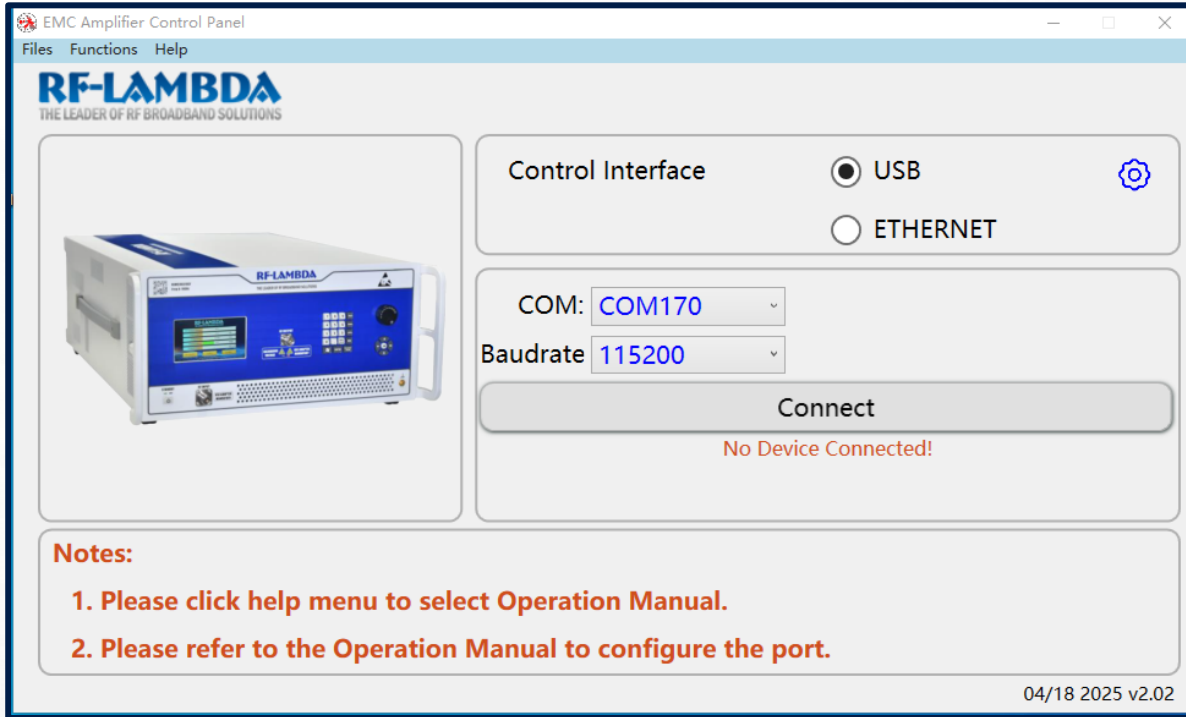 EMC Amplifier Control Panel
Files Functions Help
RF-LAMBDA
THE LEADER OF RF BROADBAND SOLUTIONS
Control Interface
USB
ETHERNET
RF-LAMBDA
COM: COM170
Baudrate 115200
Connect
No Device Connected!
Notes:
1. Please click help menu to select Operation Manual.
2. Please refer to the Operation Manual to configure the port.
04/18 2025 v2.02